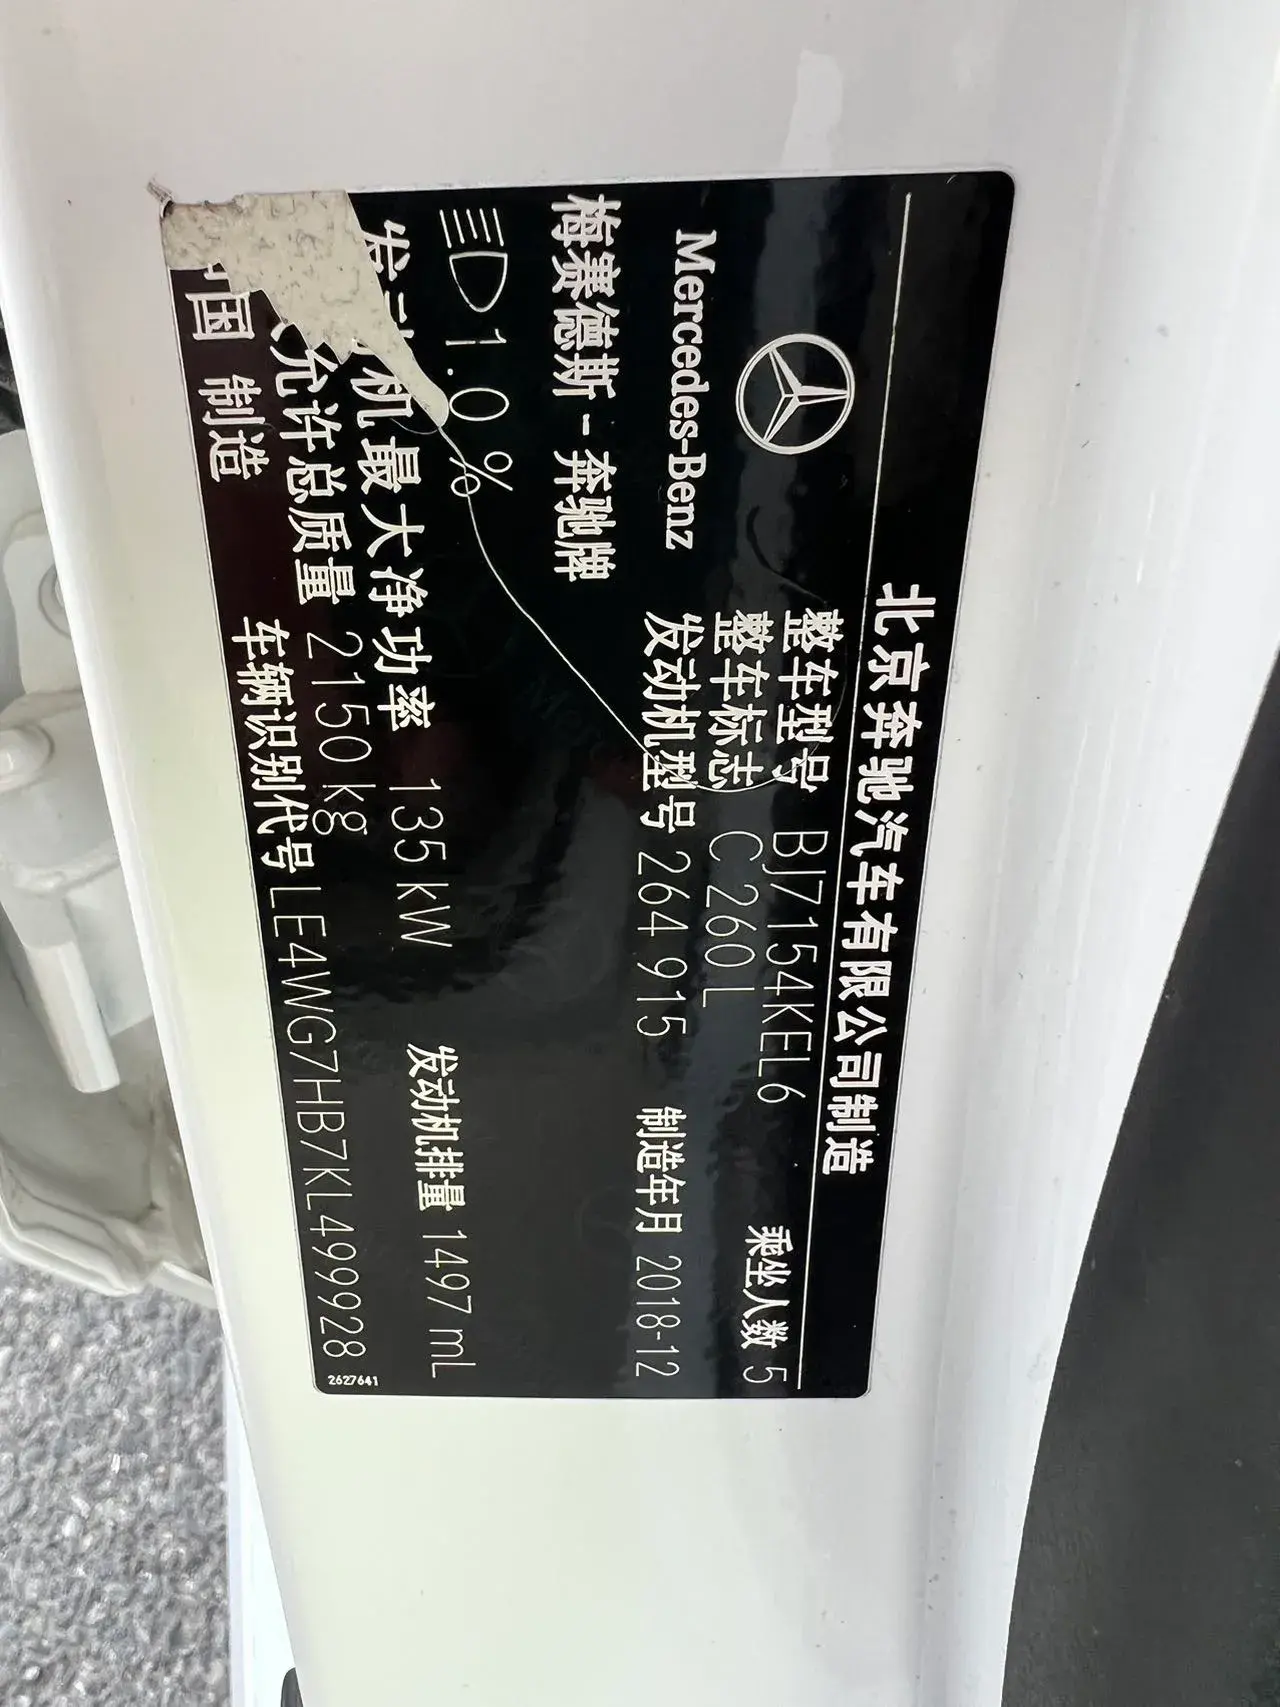 北京奔驰汽车有限公司制造
Mercedes-Benz
梅赛德斯-奔驰牌
整车型号 BJ7154KEL6
乘坐人数 5
整车标志 C 260 L
发动机型号 264 915
制造年月 2018-12
1.0 %
发动机最大净功率 135 kW
发动机排量 1497 mL
允许总质量 2150 kg
车辆识别代号 LE4WG7HB7KL499928
国 制造
2627641